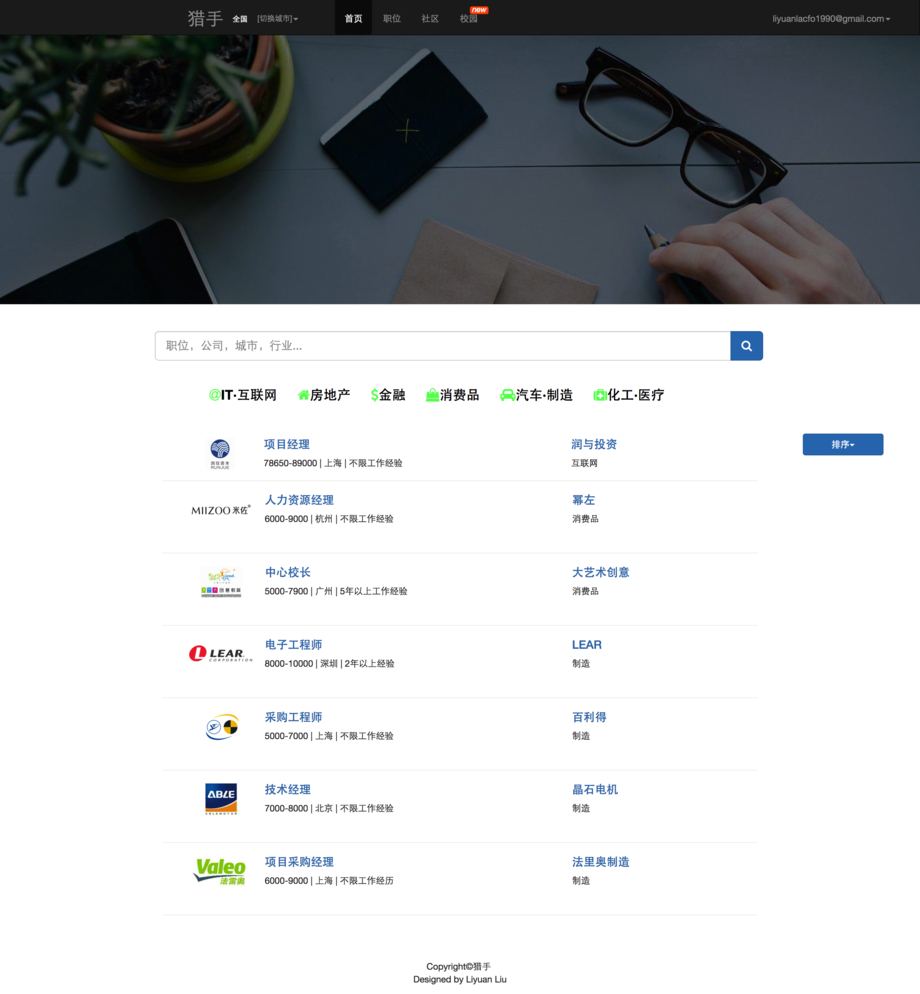 猎手 全国 [切换城市] 首页 职位 社区 校园 new liyuanlacfo1990@gmail.com
职位，公司，城市，行业...
@IT·互联网 房地产 $金融 消费品 汽车·制造 化工·医疗
项目经理 润与投资 排序
78650-89000 | 上海 | 不限工作经验 互联网
RUNJUE
人力资源经理 幂左
MIIZOO 米佐®
6000-9000 | 杭州 | 不限工作经验 消费品
中心校长 大艺术创意
5000-7900 | 广州 | 5年以上工作经验 消费品
电子工程师 LEAR
LEAR.
CORPORATION
8000-10000 | 深圳 | 2年以上经验 制造
采购工程师 百利得
5000-7000 | 上海 | 不限工作经验 制造
技术经理 晶石电机
ABLE
7000-8000 | 北京 | 不限工作经验 制造
ABLEMOTOR
项目采购经理 法里奥制造
Valeo
法雷奥
6000-9000 | 上海 | 不限工作经历 制造
Copyright©猎手
Designed by Liyuan Liu